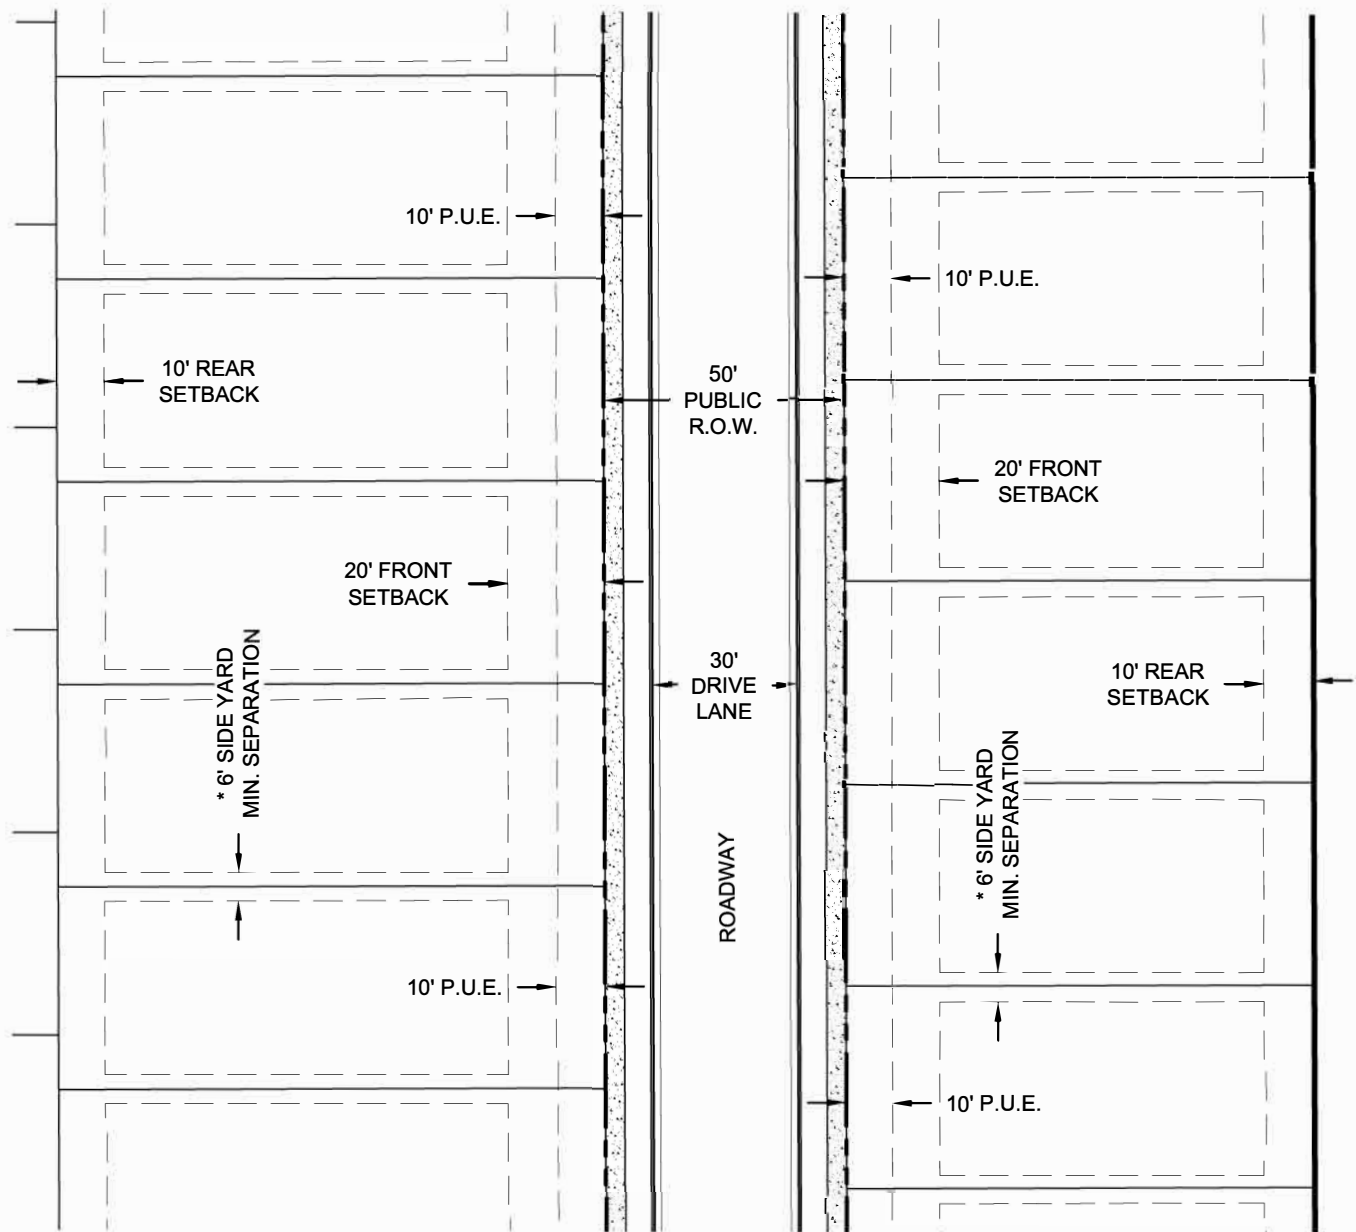 10' P.U.E.
10' P.U.E.
10' REAR
SETBACK
50'
PUBLIC
R.O.W.
20' FRONT
SETBACK
20' FRONT
SETBACK
* 6' SIDE YARD
MIN. SEPARATION
30'
DRIVE
LANE
10' REAR
SETBACK
* 6' SIDE YARD
MIN. SEPARATION
ROADWAY
10' P.U.E.
10' P.U.E.